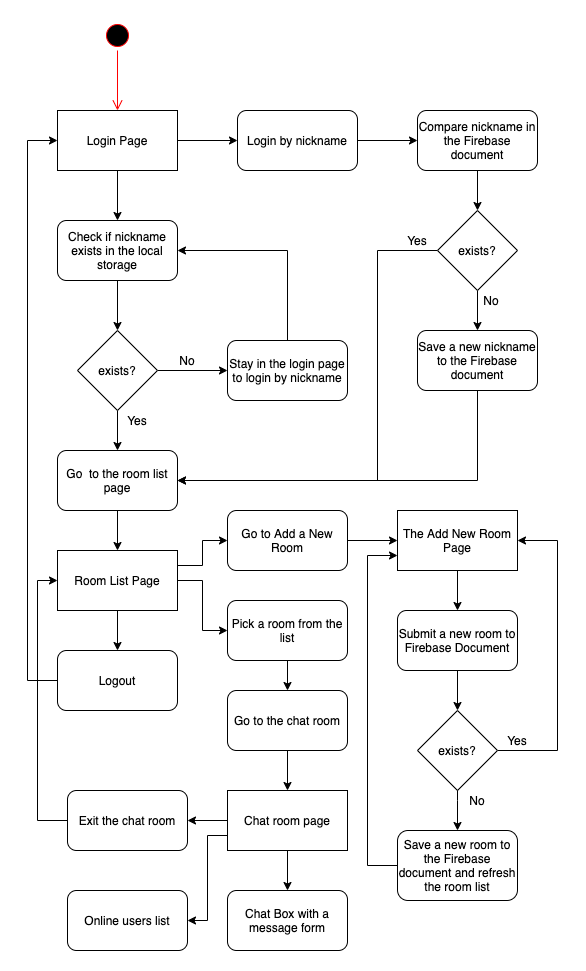 Login Page
Login by nickname
Compare nickname in
the Firebase
document
Check if nickname
exists in the local
storage
Yes
exists?
No
exists?
No
Stay in the login page
to login by nickname
Save a new nickname
to the Firebase
document
Yes
Go to the room list
page
Go to Add a New
Room
The Add New Room
Page
Room List Page
Pick a room from the
list
Submit a new room to
Firebase Document
Logout
Go to the chat room
exists?
Yes
No
Exit the chat room
Chat room page
Save a new room to
the Firebase
document and refresh
the room list
Online users list
Chat Box with a
message form